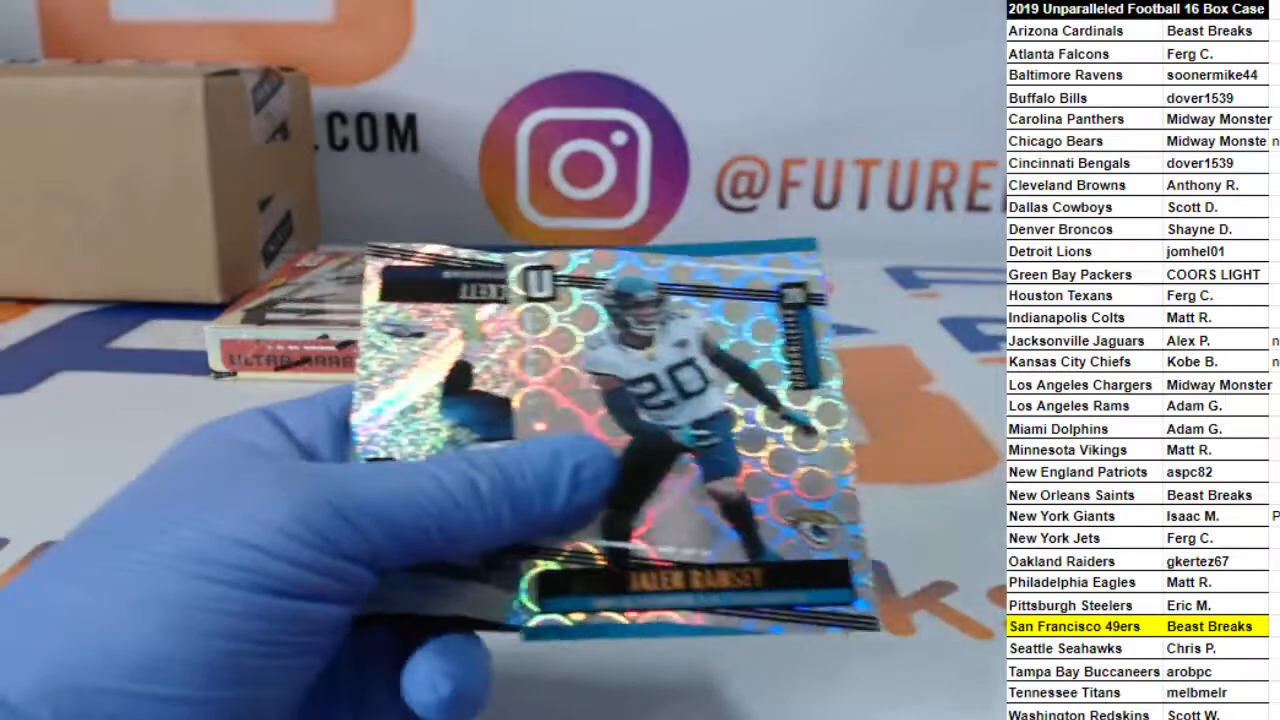 2019 Unparalleled Football 16 Box Case
Arizona Cardinals Beast Breaks
Atlanta Falcons Ferg C.
Baltimore Ravens soonermike44
Buffalo Bills dover1539
Carolina Panthers Midway Monster
Chicago Bears Midway Monste n
Cincinnati Bengals dover1539
Cleveland Browns Anthony R.
Dallas Cowboys Scott D.
Denver Broncos Shayne D.
Detroit Lions jomhel01
Green Bay Packers COORS LIGHT
Houston Texans Ferg C.
Indianapolis Colts Matt R.
Jacksonville Jaguars Alex P. n
Kansas City Chiefs Kobe B. n
Los Angeles Chargers Midway Monster
Los Angeles Rams Adam G.
Miami Dolphins Adam G.
Minnesota Vikings Matt R.
New England Patriots aspc82
New Orleans Saints Beast Breaks
New York Giants Isaac M. P
New York Jets Ferg C.
Oakland Raiders gkertez67
Philadelphia Eagles Matt R.
Pittsburgh Steelers Eric M.
San Francisco 49ers Beast Breaks
Seattle Seahawks Chris P.
Tampa Bay Buccaneers arobpc
Tennessee Titans melbmelr
Washington Redskins Scott W.
.COM
@FUTURE
U
20
JALEN RAMSEY